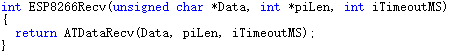 int ESP8266Recv(unsigned char *Data, int *piLen, int iTimeoutMS)
{
  return ATDataRecv(Data, piLen, iTimeoutMS);
}